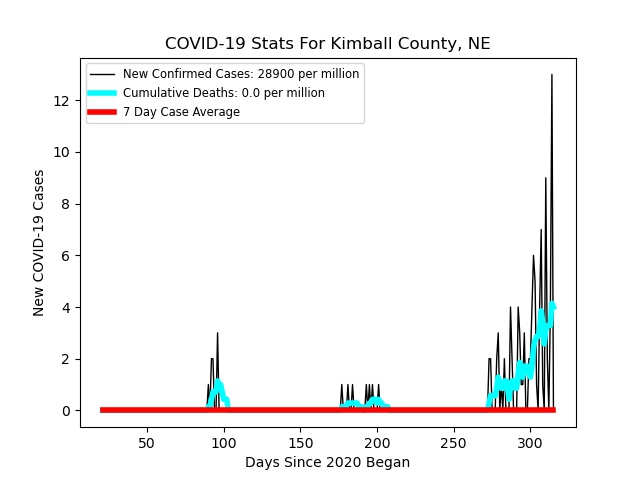 COVID-19 Stats For Kimball County, NE
New Confirmed Cases: 28900 per million
Cumulative Deaths: 0.0 per million
7 Day Case Average
New COVID-19 Cases
12
10
8
6
4
2
0
50 100 150 200 250 300
Days Since 2020 Began